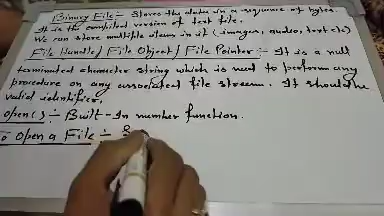 Binary File :- Stores the data in a sequence of bytes.
It is the compiled version of text file.
We can store multiple items in it (images, audio, text etc)
File Handle / File Object / File Pointer :- It is a null
terminated character string which is used to perform any
procedure on any associated file stream. It should be
valid identifier.
Open() :- Built-In number function.
To Open a File :-